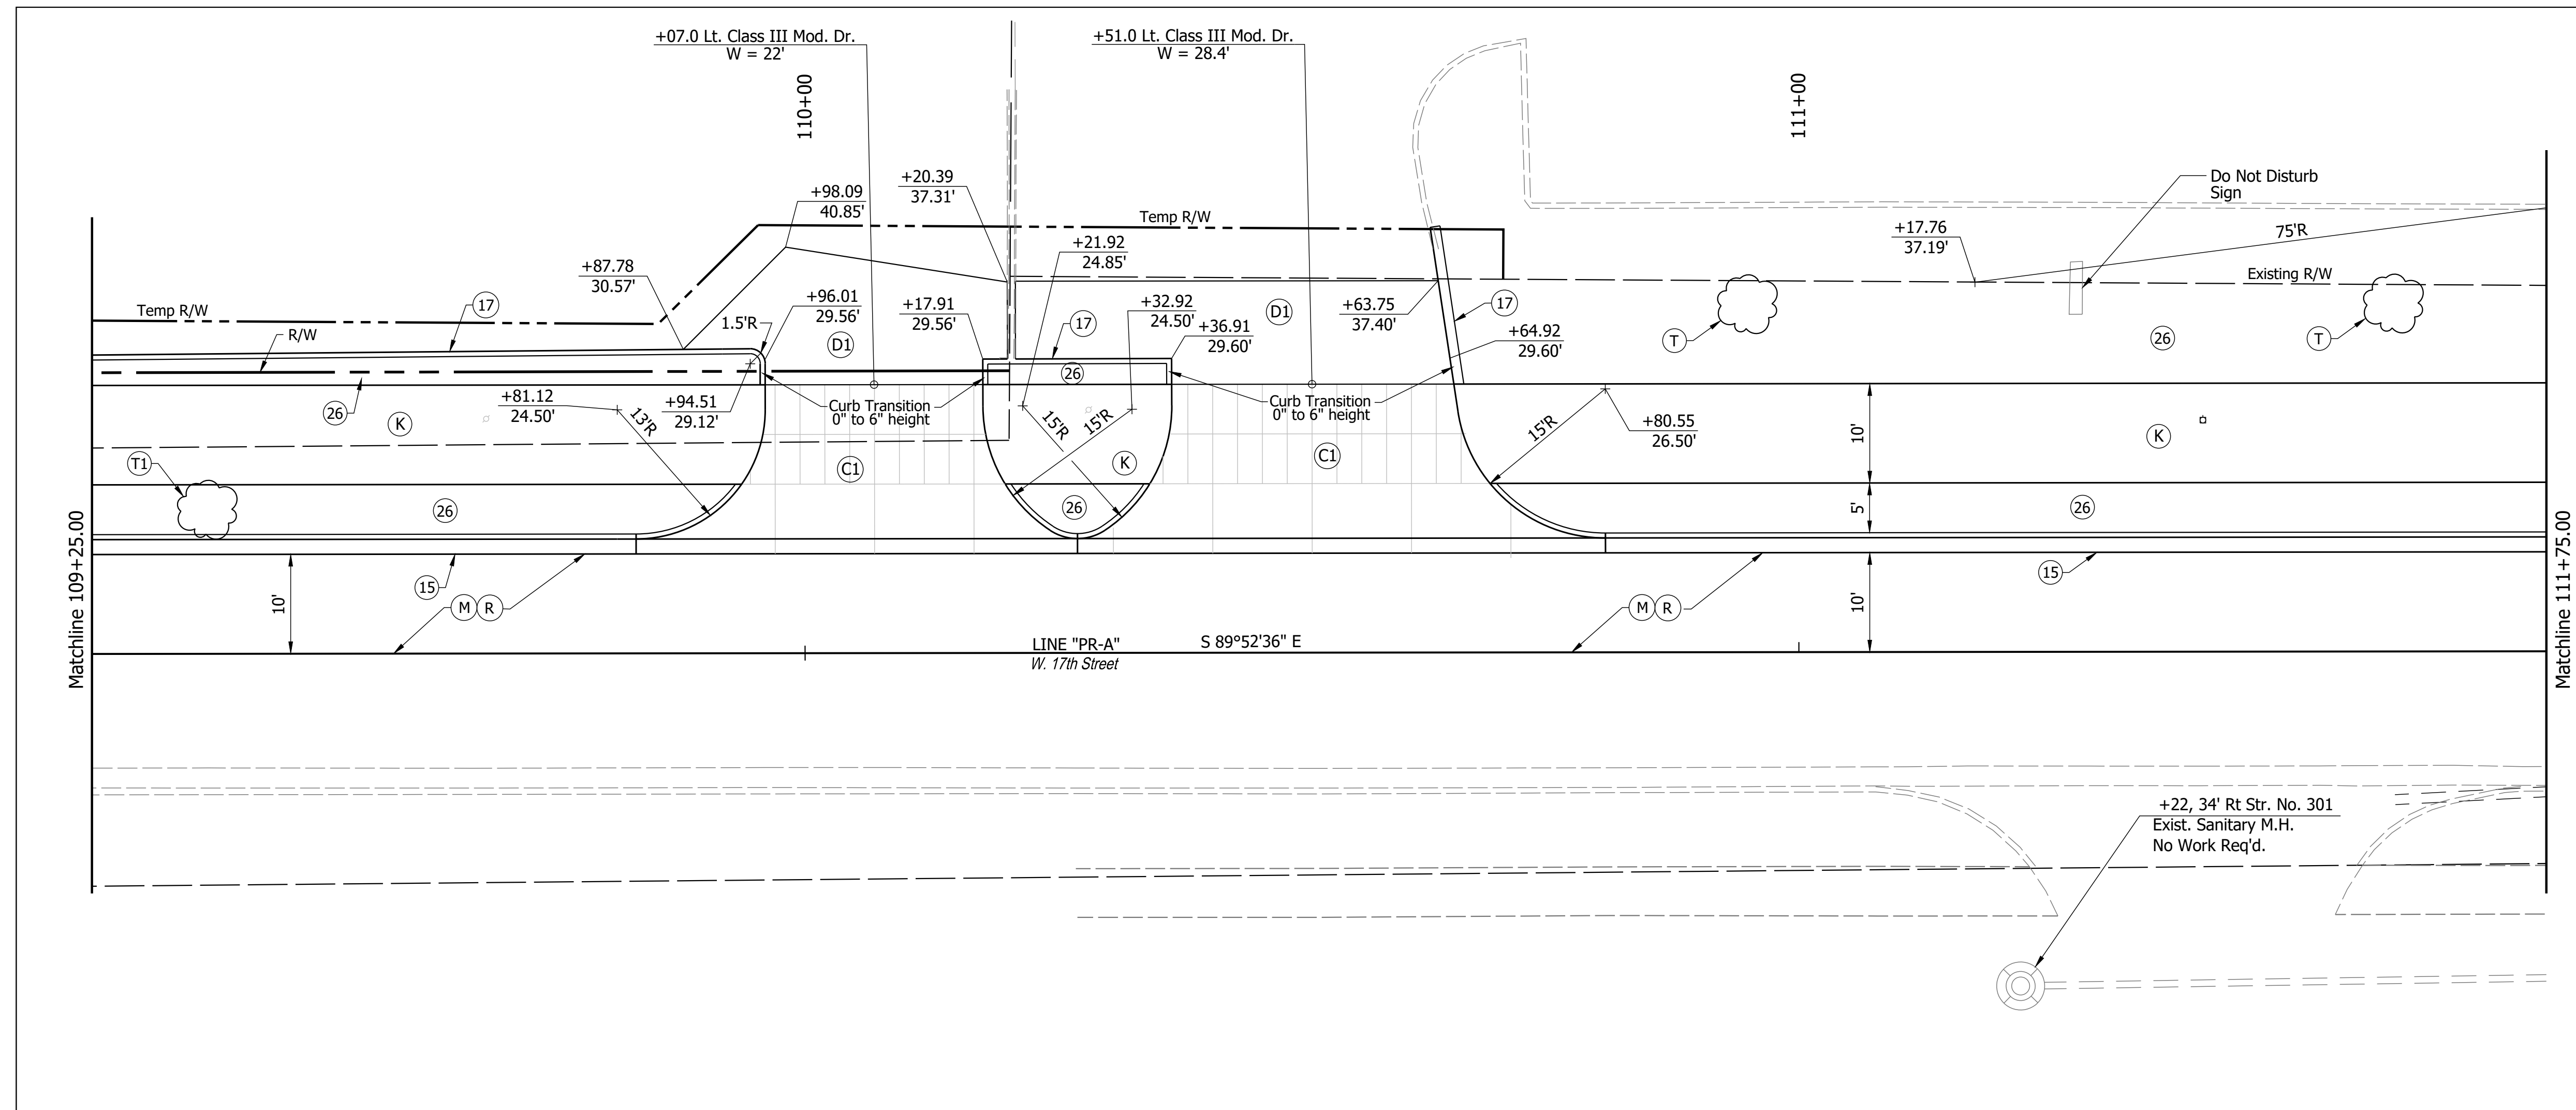 +07.0 Lt. Class III Mod. Dr.
W = 22'
+51.0 Lt. Class III Mod. Dr.
W = 28.4'
110+00
111+00
Do Not Disturb
Sign
+98.09
40.85'
+20.39
37.31'
Temp R/W
+21.92
24.85'
+17.76
37.19'
75'R
+87.78
30.57'
Existing R/W
Temp R/W
17
R/W
1.5'R
+96.01
29.56'
D1
+17.91
29.56'
17
+32.92
24.50'
+36.91
29.60'
D1
+63.75
37.40'
17
+64.92
29.60'
T
26
T
26
26
K
+81.12
24.50'
13'R
+94.51
29.12'
Curb Transition
0" to 6" height
15'R
15'R
Curb Transition
0" to 6" height
15'R
+80.55
26.50'
10'
K
T1
C1
K
C1
26
26
5'
26
Matchline 109+25.00
10'
15
M
R
M
R
10'
15
Matchline 111+75.00
LINE "PR-A"
S 89°52'36" E
W. 17th Street
+22, 34' Rt Str. No. 301
Exist. Sanitary M.H.
No Work Req'd.